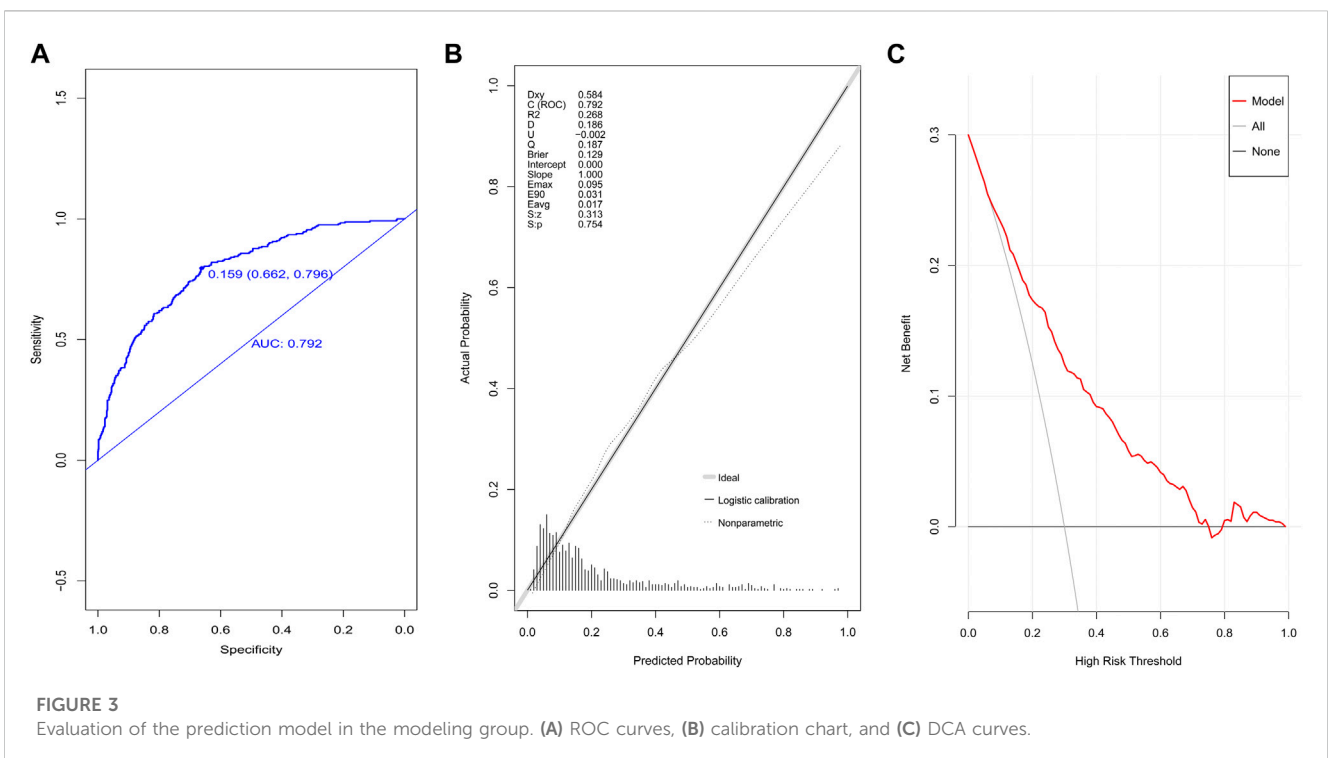 A
1.5
1.0
0.5
0.0
−0.5
Sensitivity
0.159 (0.662, 0.796)
AUC: 0.792
1.0 0.8 0.6 0.4 0.2 0.0
Specificity
B
1.0
0.8
0.6
0.4
0.2
0.0
Actual Probability
Dxy 0.584
C (ROC) 0.792
R2 0.268
D 0.186
U −0.002
Q 0.187
Brier 0.129
Intercept 0.000
Slope 1.000
Emax 0.095
E90 0.031
Eavg 0.017
S:z 0.313
S:p 0.754
Ideal
Logistic calibration
Nonparametric
0.0 0.2 0.4 0.6 0.8 1.0
Predicted Probability
C
Model
All
None
0.3
0.2
0.1
0.0
Net Benefit
0.0 0.2 0.4 0.6 0.8 1.0
High Risk Threshold
FIGURE 3
Evaluation of the prediction model in the modeling group. (A) ROC curves, (B) calibration chart, and (C) DCA curves.